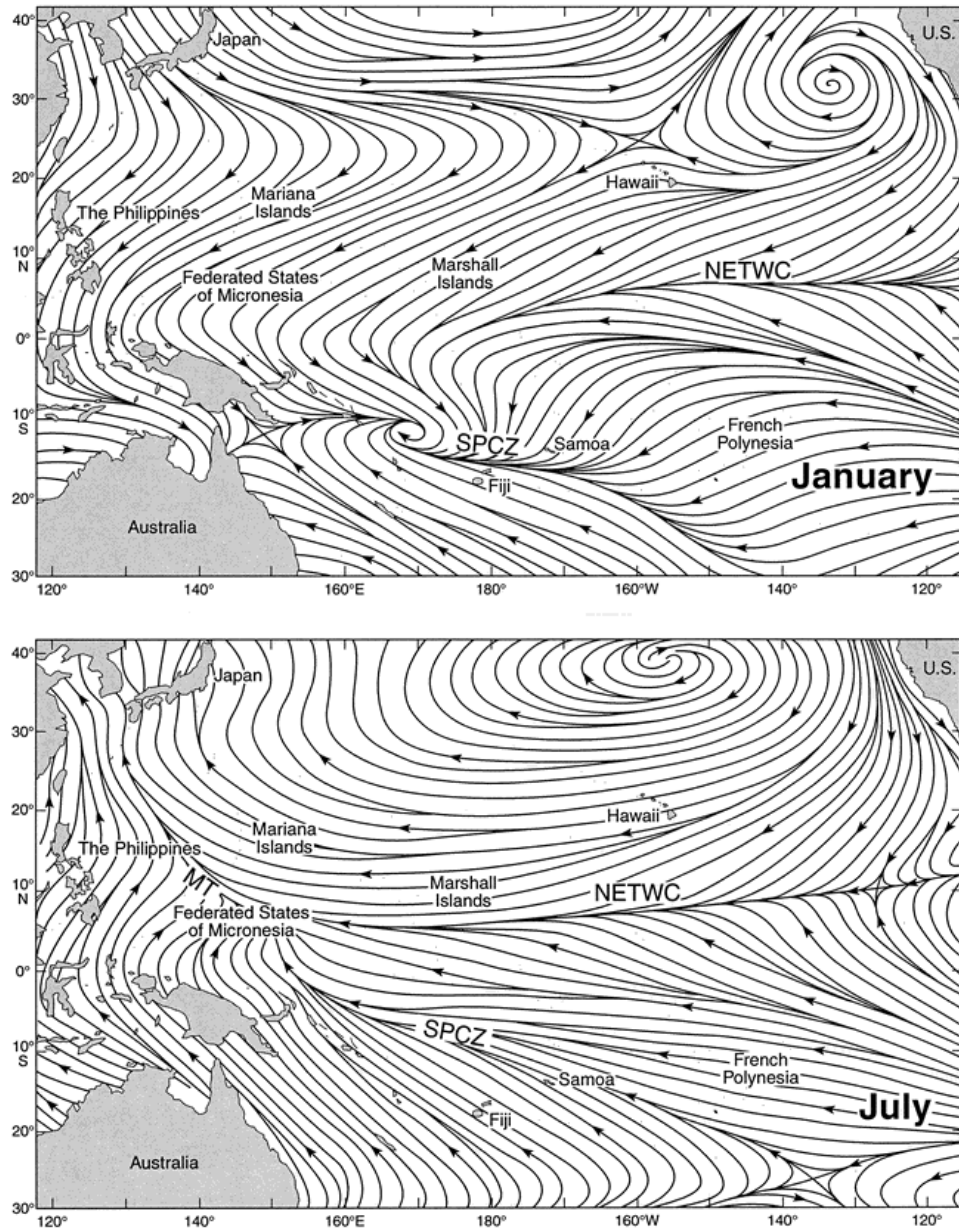 40°
Japan
U.S.
30°
20°
Hawaii
Mariana
Islands
The Philippines
10°
N
NETWC
Marshall
Islands
Federated States
of Micronesia
0°
10°
S
SPCZ
Samoa
French
Polynesia
January
20°
Fiji
Australia
30°
120° 140° 160°E 180° 160°W 140° 120°
40°
Japan
U.S.
30°
20°
Hawaii
Mariana
Islands
The Philippines
MT
10°
N
Marshall
Islands
NETWC
Federated States
of Micronesia
0°
SPCZ
10°
S
French
Polynesia
Samoa
July
Fiji
20°
Australia
30°
120° 140° 160°E 180° 160°W 140° 120°